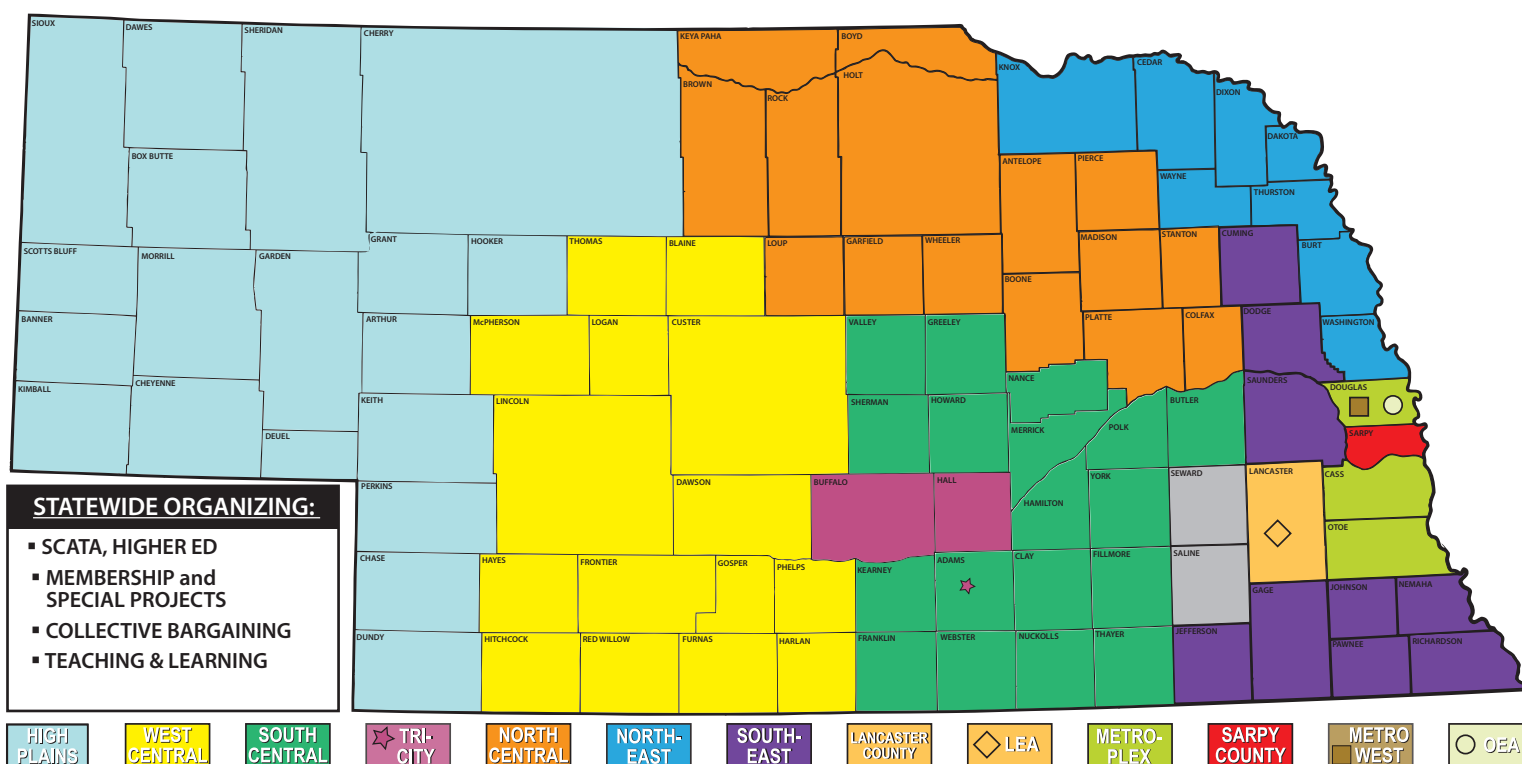 SIOUX
DAWES
SHERIDAN
CHERRY
KEYA PAHA
BOYD
KNOX
CEDAR
HOLT
BROWN
ROCK
DIXON
DAKOTA
BOX BUTTE
ANTELOPE
PIERCE
WAYNE
THURSTON
SCOTTS BLUFF
MORRILL
GARDEN
GRANT
HOOKER
THOMAS
BLAINE
LOUP
GARFIELD
WHEELER
MADISON
STANTON
CUMING
BURT
BOONE
BANNER
ARTHUR
McPHERSON
LOGAN
CUSTER
VALLEY
GREELEY
PLATTE
COLFAX
DODGE
WASHINGTON
KIMBALL
CHEYENNE
NANCE
SAUNDERS
DOUGLAS
KEITH
LINCOLN
SHERMAN
HOWARD
BUTLER
DEUEL
MERRICK
POLK
SARPY
PERKINS
DAWSON
BUFFALO
HALL
HAMILTON
YORK
SEWARD
LANCASTER
CASS
OTOE
CHASE
HAYES
FRONTIER
GOSPER
PHELPS
KEARNEY
ADAMS
CLAY
FILLMORE
SALINE
GAGE
JOHNSON
NEMAHA
DUNDY
HITCHCOCK
RED WILLOW
FURNAS
HARLAN
FRANKLIN
WEBSTER
NUCKOLLS
THAYER
JEFFERSON
PAWNEE
RICHARDSON
STATEWIDE ORGANIZING:
▪ SCATA, HIGHER ED
▪ MEMBERSHIP and
SPECIAL PROJECTS
▪ COLLECTIVE BARGAINING
▪ TEACHING & LEARNING
HIGH
PLAINS
WEST
CENTRAL
SOUTH
CENTRAL
TRI-
CITY
NORTH
CENTRAL
NORTH-
EAST
SOUTH-
EAST
LANCASTER
COUNTY
LEA
METRO-
PLEX
SARPY
COUNTY
METRO
WEST
OEA